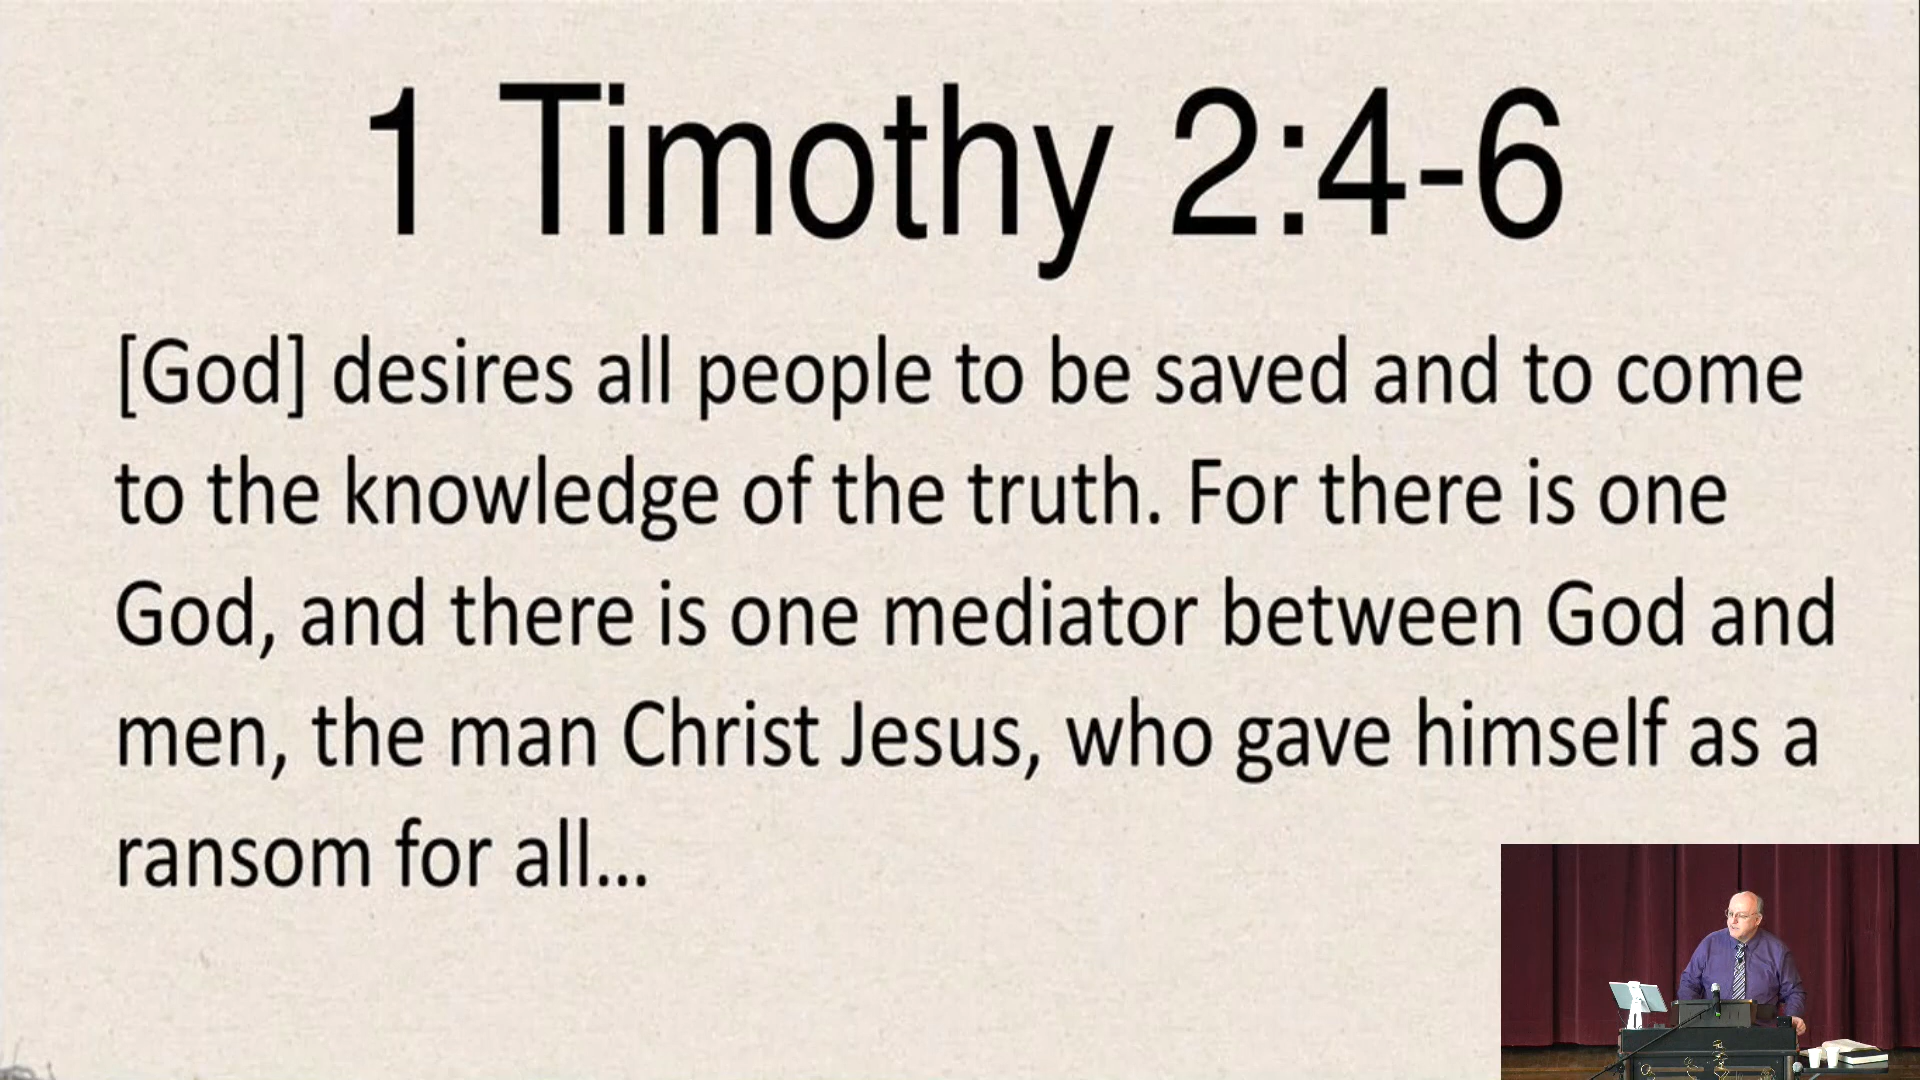 1 Timothy 2:4-6
[God] desires all people to be saved and to come
to the knowledge of the truth. For there is one
God, and there is one mediator between God and
men, the man Christ Jesus, who gave himself as a
ransom for all...